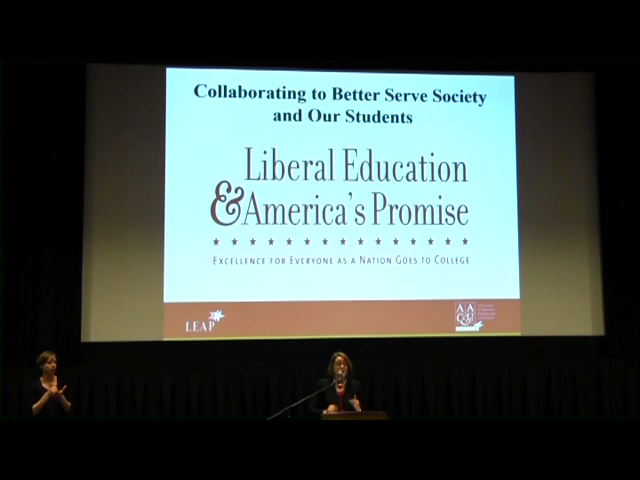 Collaborating to Better Serve Society
and Our Students
Liberal Education
& America's Promise
EXCELLENCE FOR EVERYONE AS A NATION GOES TO COLLEGE
LEAP